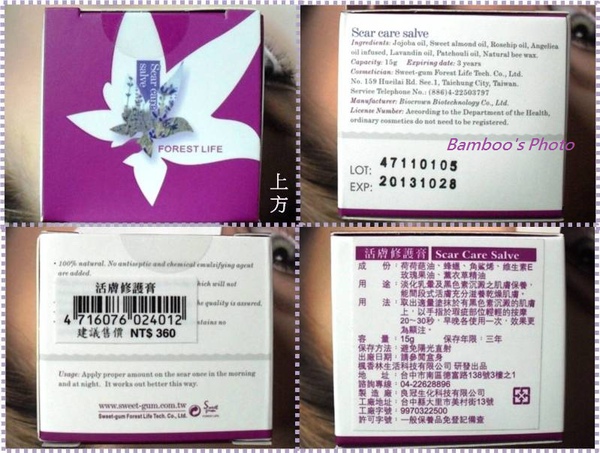 Scar care
salve
FOREST LIFE
上方
Scar care salve
Ingredients: Jojoba oil, Sweet almond oil, Rosehip oil, Angelica
oil infused, Lavandin oil, Patchouli oil, Natural bee wax.
Capacity: 15g Expiring date: 3 years
Cosmetician: Sweet-gum Forest Life Tech. Co., Ltd.
No. 159 Hueilai Rd. Sec.1, Taichung City, Taiwan.
Service Telephone No.: (886)4-22503797
Manufacturer: Biocrown Biotechnology Co., Ltd.
License Number: According to the Department of the Health,
ordinary cosmetics do not need to be registered.
Bamboo's Photo
LOT: 47110105
EXP: 20131028
• 100% natural. No antiseptic and chemical emulsifying agent
are added.
which will not
he quality is assured.
ntains no
活膚修護膏
4 716076 024012
建議售價 NT$ 360
Usage: Apply proper amount on the scar once in the morning
and at night. It works out better this way.
www.sweet-gum.com.tw
Sweet-gum Forest Life Tech. Co., Ltd.
活膚修護膏 Scar Care Salve
成份：荷荷葩油、蜂蠟、角鯊烯、維生素E
玫瑰果油、薰衣草精油
用途：淡化乳暈及黑色素沉澱之肌膚保養，
能間段式活膚充分滋養乾燥肌膚。
用法：取出適量塗抹於有黑色素沉澱的肌膚
上，以手指於瑕疵部位輕輕的按摩
20～30秒，早晚各使用一次，效果更
為顯注。
容量：15g 保存年限：三年
保存方法：避免陽光直射
出廠日期：請參閱盒身
楓香林生活科技有限公司 研發出品
地址：台中市南區復興路138號3樓之1
諮詢專線：04-22628896
製造廠：良冠生化科技有限公司
工廠地址：台中縣大里市美村街13號
工廠字號：9970322500
許可字號：一般保養品免登記備查